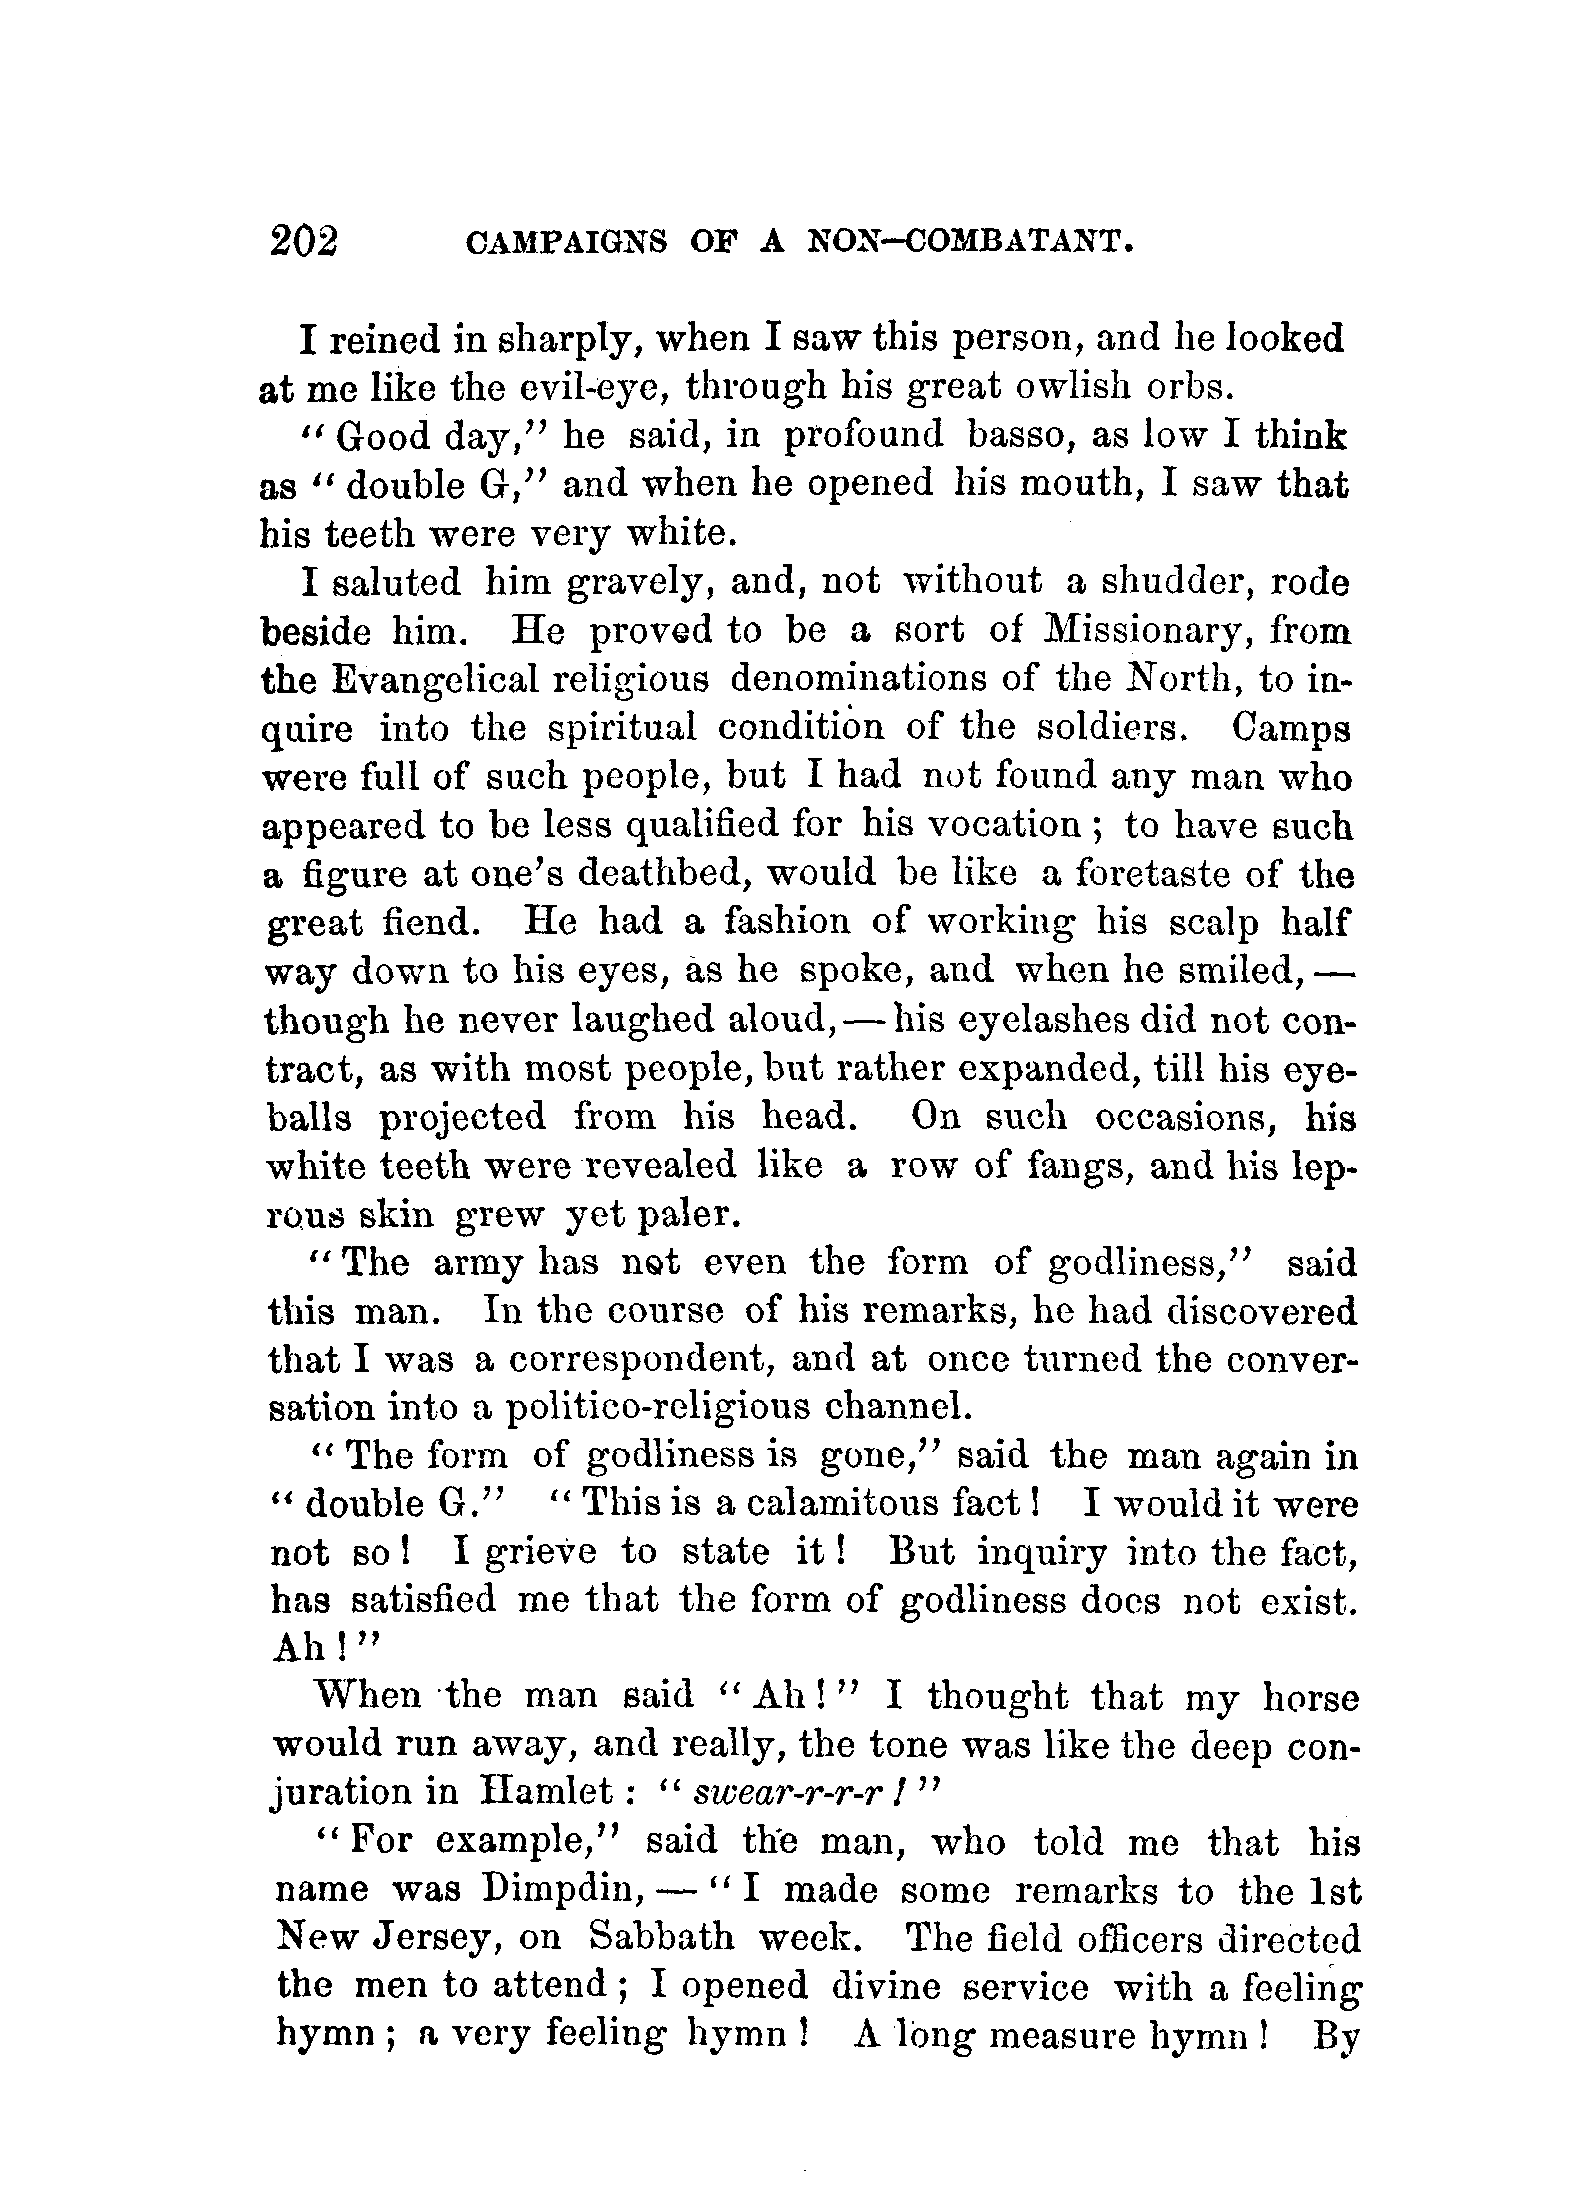 202 CAMPAIGNS OF A NON-COMBATANT.
I reined in sharply, when I saw this person, and he looked
at me like the evil-eye, through his great owlish orbs.
"Good day," he said, in profound basso, as low I think
as "double G," and when he opened his mouth, I saw that
his teeth were very white.
I saluted him gravely, and, not without a shudder, rode
beside him. He proved to be a sort of Missionary, from
the Evangelical religious denominations of the North, to in-
quire into the spiritual condition of the soldiers. Camps
were full of such people, but I had not found any man who
appeared to be less qualified for his vocation; to have such
a figure at one's deathbed, would be like a foretaste of the
great fiend. He had a fashion of working his scalp half
way down to his eyes, as he spoke, and when he smiled,—
though he never laughed aloud,—his eyelashes did not con-
tract, as with most people, but rather expanded, till his eye-
balls projected from his head. On such occasions, his
white teeth were revealed like a row of fangs, and his lep-
rous skin grew yet paler.
"The army has not even the form of godliness," said
this man. In the course of his remarks, he had discovered
that I was a correspondent, and at once turned the conver-
sation into a politico-religious channel.
"The form of godliness is gone," said the man again in
"double G." "This is a calamitous fact! I would it were
not so! I grieve to state it! But inquiry into the fact,
has satisfied me that the form of godliness does not exist.
Ah!"
When the man said "Ah!" I thought that my horse
would run away, and really, the tone was like the deep con-
juration in Hamlet: "swear-r-r-r!"
"For example," said the man, who told me that his
name was Dimpdin,—"I made some remarks to the 1st
New Jersey, on Sabbath week. The field officers directed
the men to attend; I opened divine service with a feeling
hymn; a very feeling hymn! A long measure hymn! By